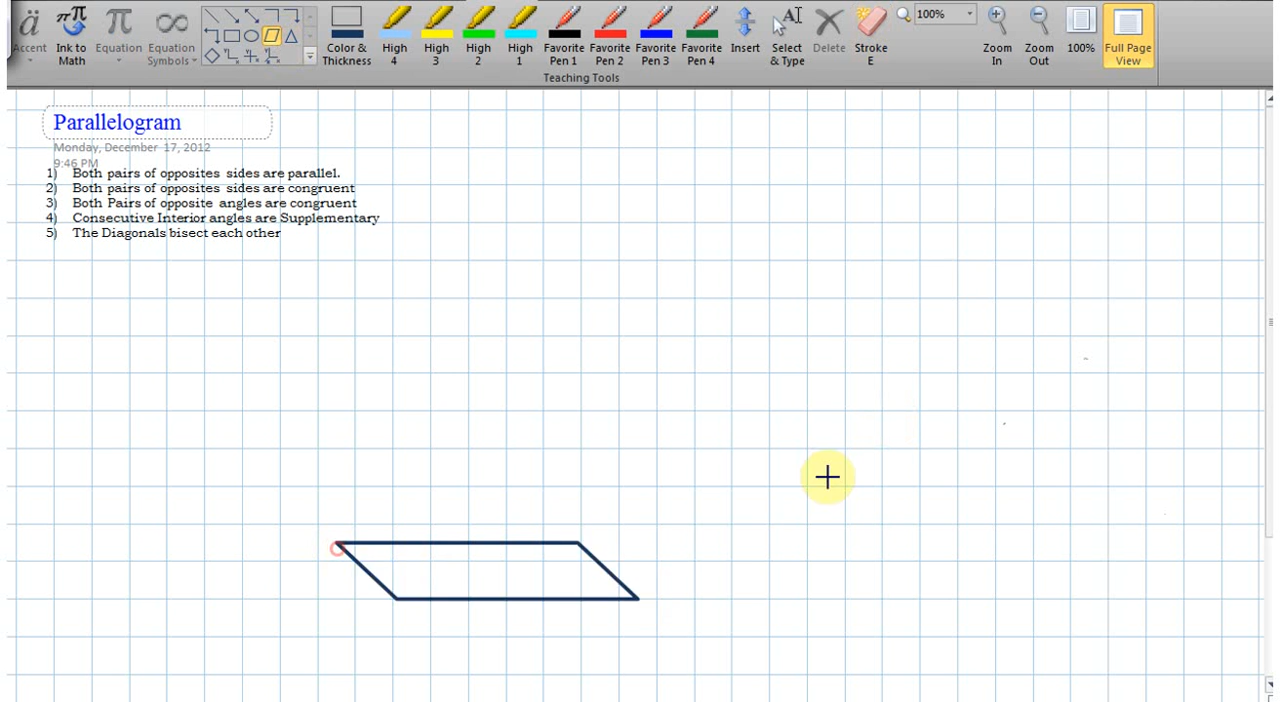 Accent
Ink to Math
Equation
Equation Symbols
Color & Thickness
High 4
High 3
High 2
High 1
Favorite Pen 1
Favorite Pen 2
Favorite Pen 3
Favorite Pen 4
Insert
Select & Type
Delete
Stroke E
100%
Zoom In
Zoom Out
100%
Full Page View
Teaching Tools
Parallelogram
Monday, December 17, 2012
9:46 PM
1) Both pairs of opposites sides are parallel.
2) Both pairs of opposites sides are congruent
3) Both Pairs of opposite angles are congruent
4) Consecutive Interior angles are Supplementary
5) The Diagonals bisect each other